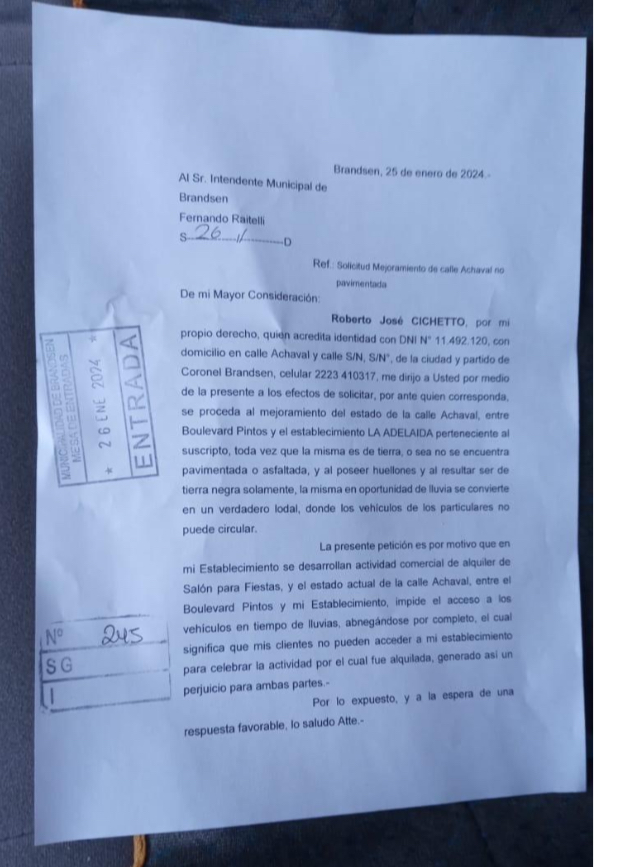 Brandsen, 25 de enero de 2024.-
Al Sr. Intendente Municipal de
Brandsen
Fernando Raitelli
S 26 // D
Ref.: Solicitud Mejoramiento de calle Achaval no
pavimentada
De mi Mayor Consideración:
Roberto José CICHETTO, por mi
propio derecho, quien acredita identidad con DNI N° 11.492.120, con
domicilio en calle Achaval y calle S/N, S/N°, de la ciudad y partido de
Coronel Brandsen, celular 2223 410317, me dirijo a Usted por medio
de la presente a los efectos de solicitar, por ante quien corresponda,
se proceda al mejoramiento del estado de la calle Achaval, entre
Boulevard Pintos y el establecimiento LA ADELAIDA perteneciente al
suscripto, toda vez que la misma es de tierra, o sea no se encuentra
pavimentada o asfaltada, y al poseer huellones y al resultar ser de
tierra negra solamente, la misma en oportunidad de lluvia se convierte
en un verdadero lodal, donde los vehículos de los particulares no
puede circular.
La presente petición es por motivo que en
mi Establecimiento se desarrollan actividad comercial de alquiler de
Salón para Fiestas, y el estado actual de la calle Achaval, entre el
Boulevard Pintos y mi Establecimiento, impide el acceso a los
vehículos en tiempo de lluvias, abnegándose por completo, el cual
significa que mis clientes no pueden acceder a mi establecimiento
para celebrar la actividad por el cual fue alquilada, generado así un
perjuicio para ambas partes.-
Por lo expuesto, y a la espera de una
respuesta favorable, lo saludo Atte.-
MUNICIPALIDAD DE BRANDSEN
MESA DE ENTRADAS
* 26 ENE 2024 *
ENTRADA
N° 245
SG
I